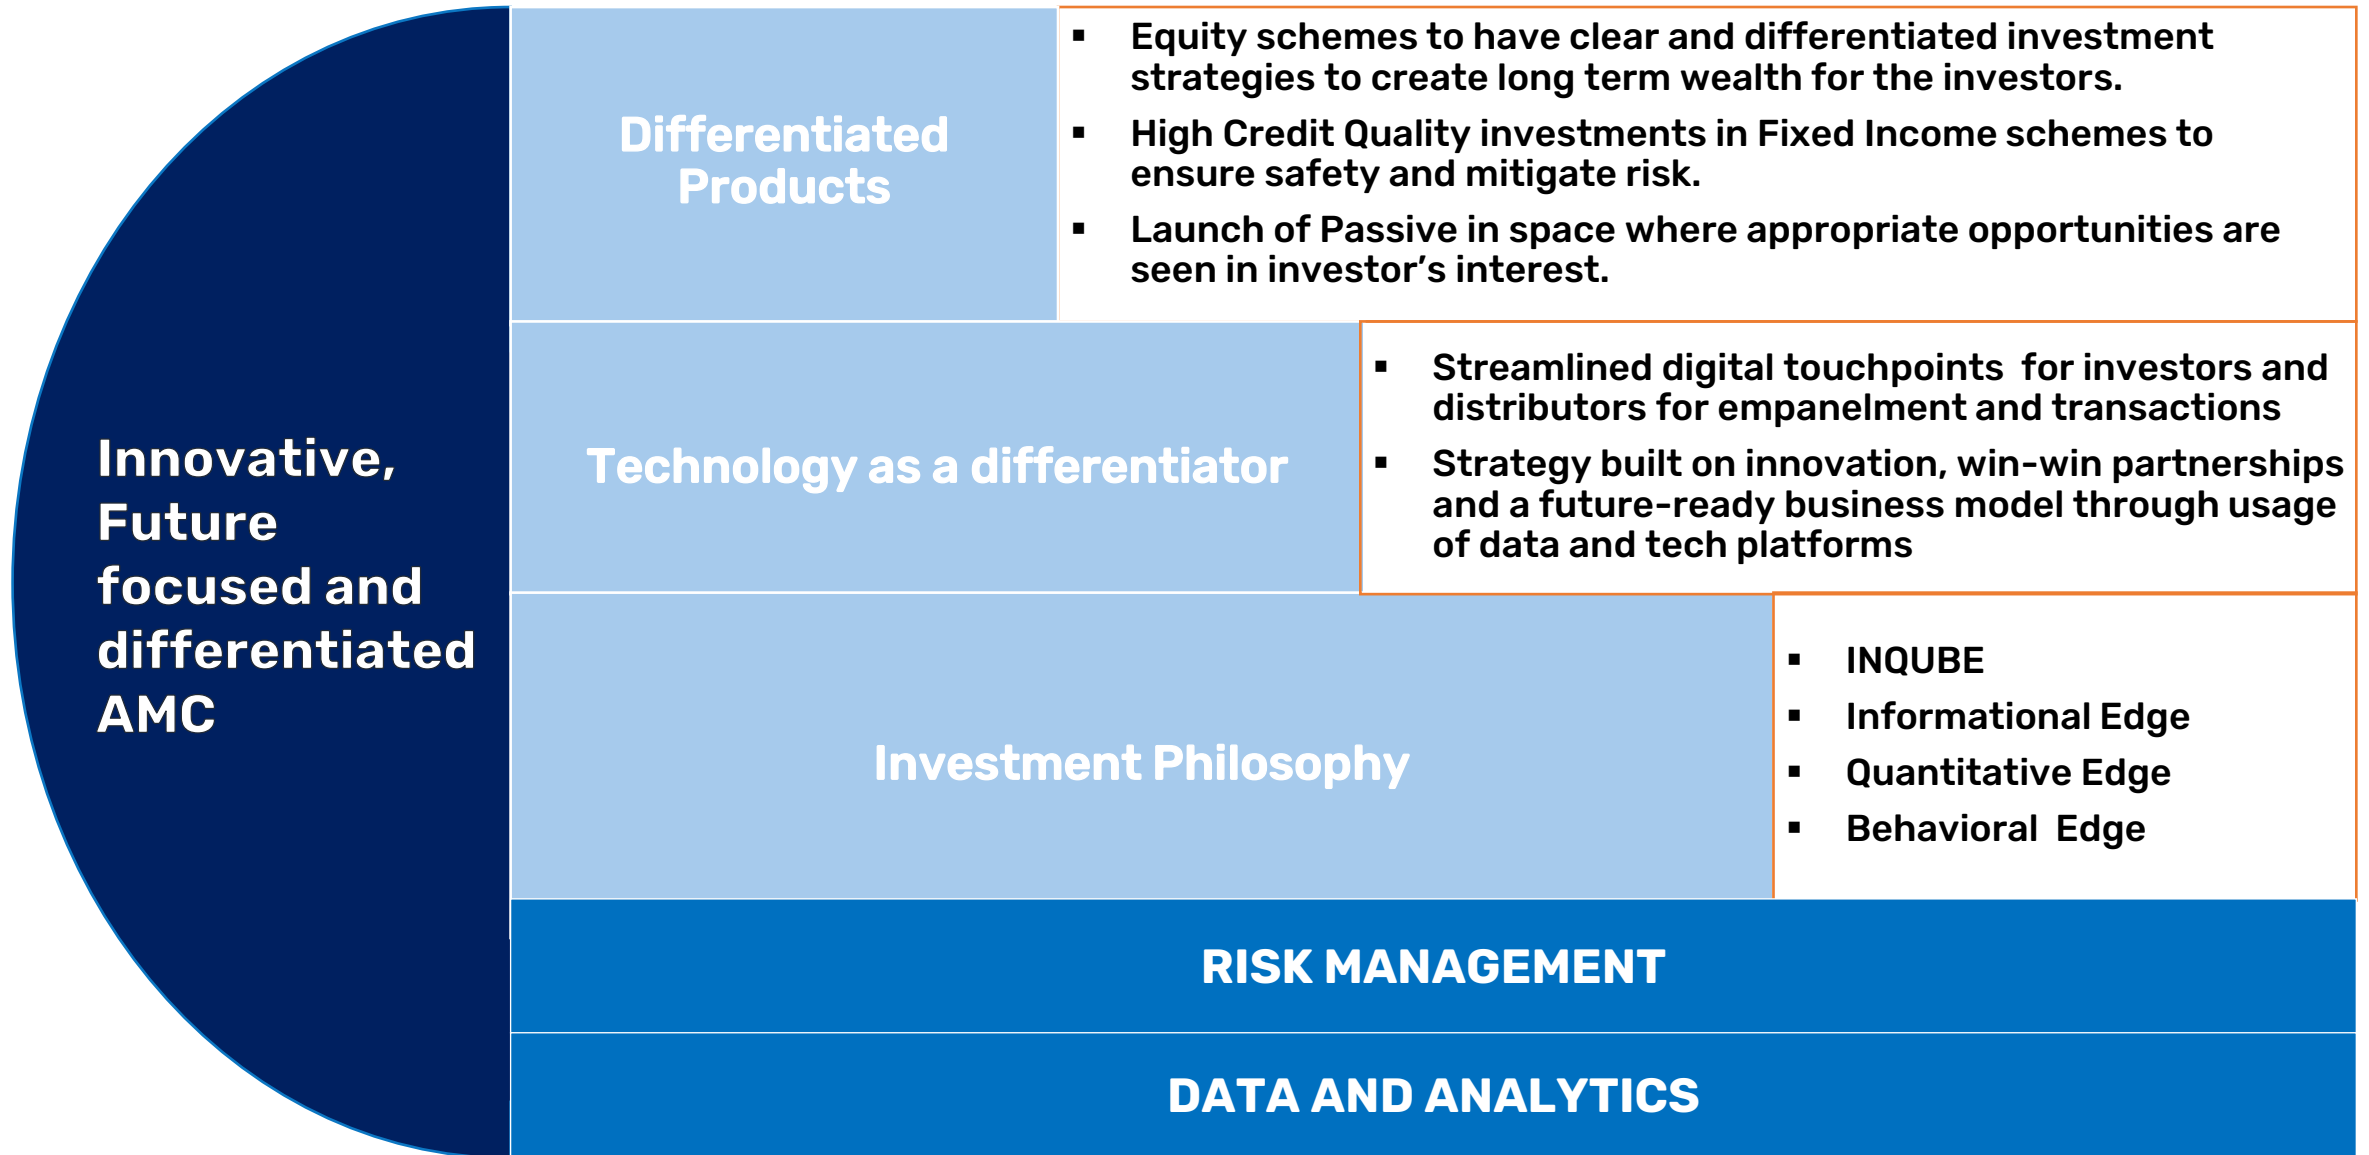 Innovative,
Future
focused and
differentiated
AMC
Differentiated
Products
▪ Equity schemes to have clear and differentiated investment
strategies to create long term wealth for the investors.
▪ High Credit Quality investments in Fixed Income schemes to
ensure safety and mitigate risk.
▪ Launch of Passive in space where appropriate opportunities are
seen in investor’s interest.
Technology as a differentiator
▪ Streamlined digital touchpoints for investors and
distributors for empanelment and transactions
▪ Strategy built on innovation, win-win partnerships
and a future-ready business model through usage
of data and tech platforms
Investment Philosophy
▪ INQUBE
▪ Informational Edge
▪ Quantitative Edge
▪ Behavioral Edge
RISK MANAGEMENT
DATA AND ANALYTICS